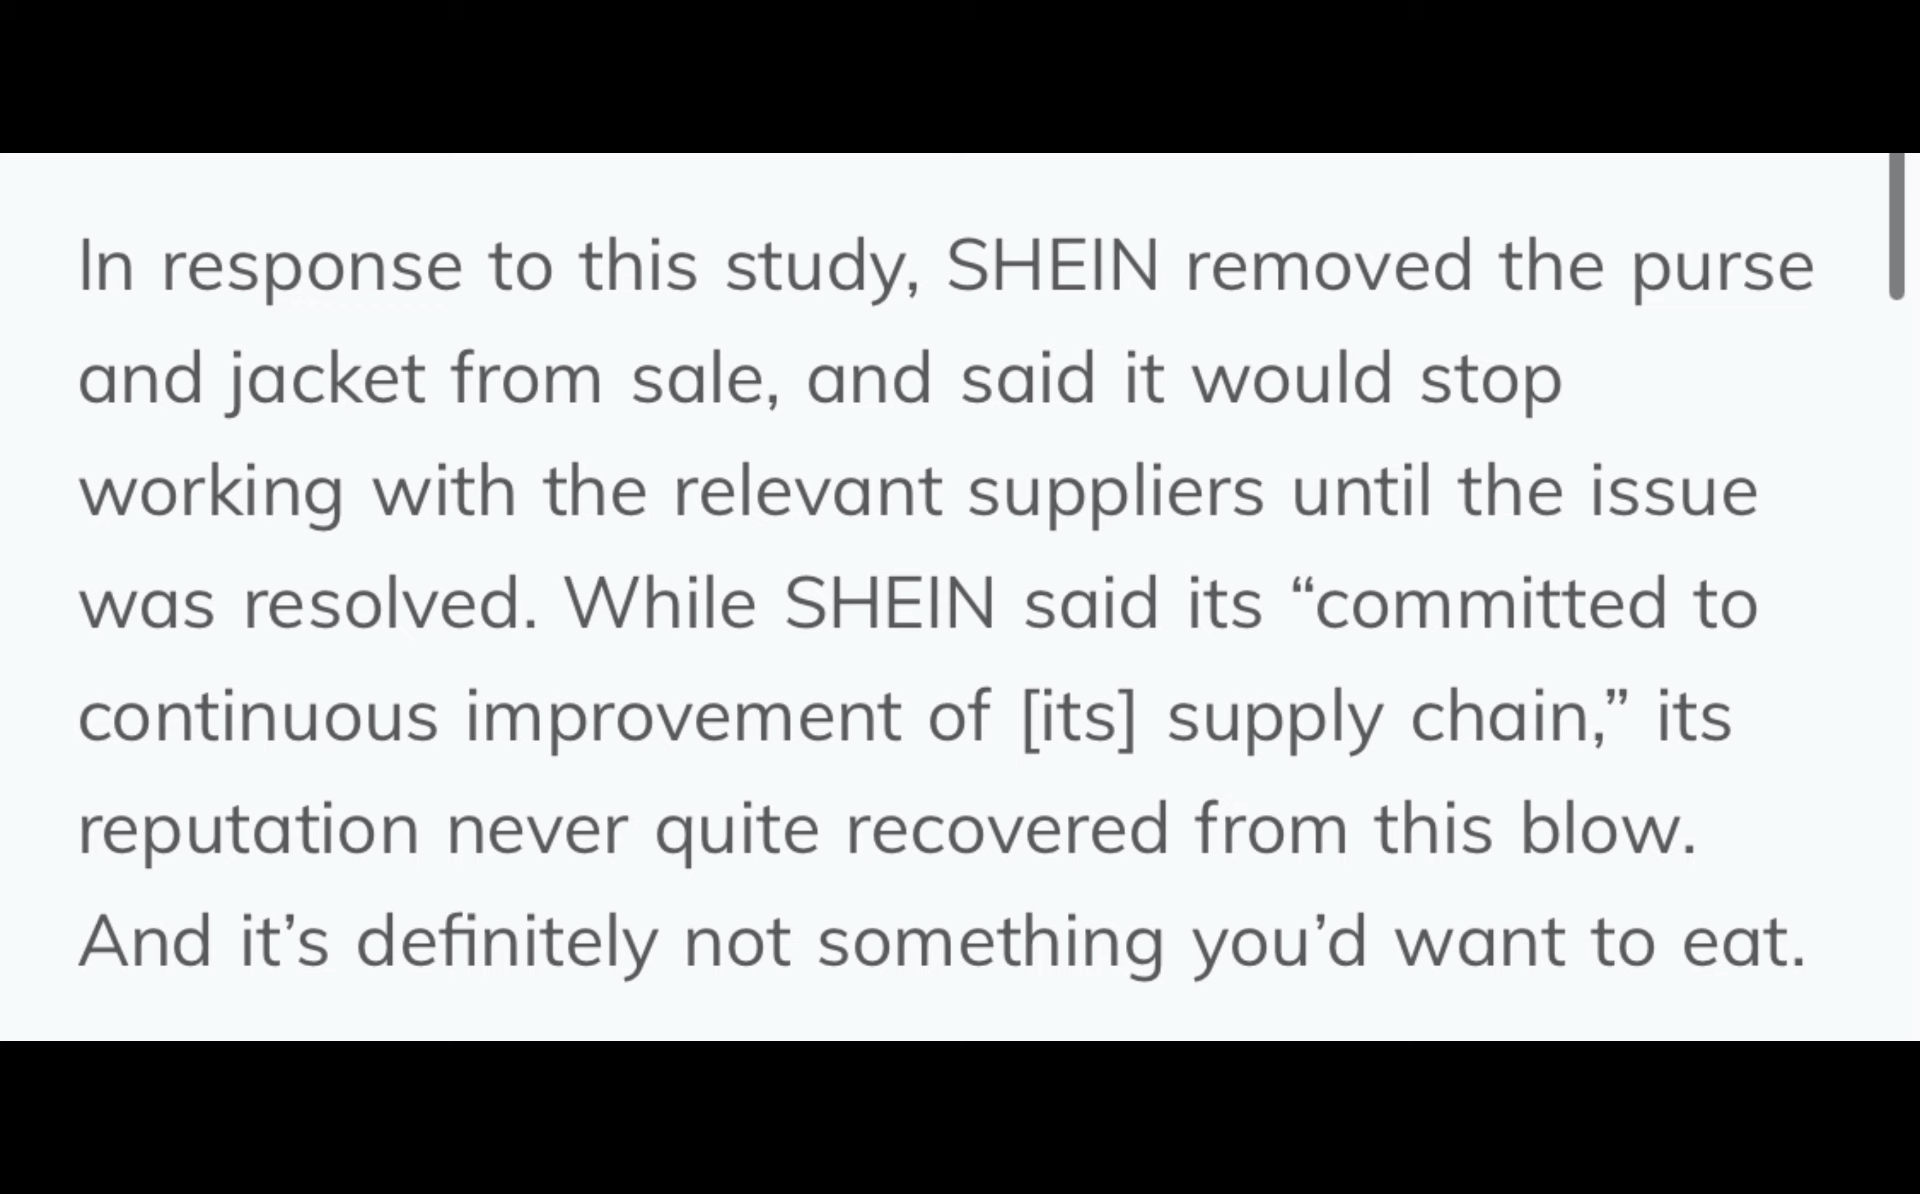 In response to this study, SHEIN removed the purse
and jacket from sale, and said it would stop
working with the relevant suppliers until the issue
was resolved. While SHEIN said its “committed to
continuous improvement of [its] supply chain,” its
reputation never quite recovered from this blow.
And it’s definitely not something you’d want to eat.